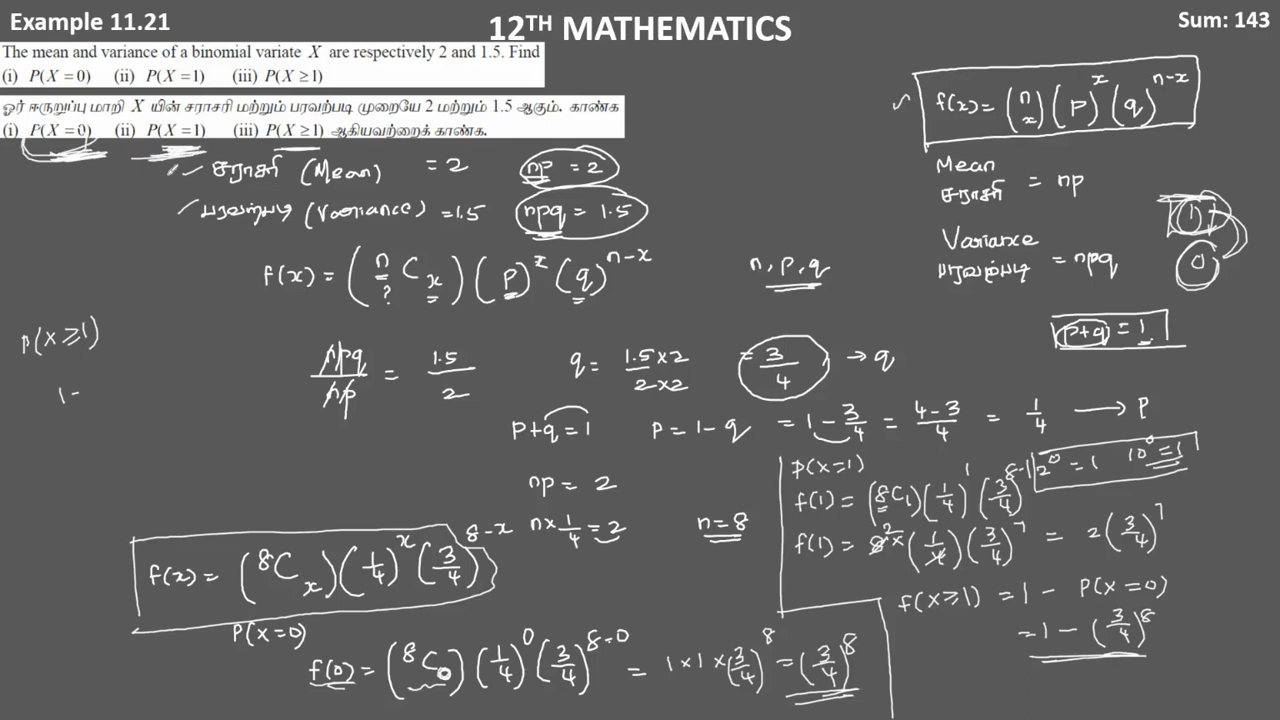 Example 11.21
12TH MATHEMATICS
Sum: 143
The mean and variance of a binomial variate X are respectively 2 and 1.5. Find
(i) P(X = 0) (ii) P(X = 1) (iii) P(X ≥ 1)
ஓர் ஈருறுப்பு மாறி X யின் சராசரி மற்றும் பரவற்படி முறையே 2 மற்றும் 1.5 ஆகும். காண்க
(i) P(X = 0) (ii) P(X = 1) (iii) P(X ≥ 1) ஆகியவற்றைக் காண்க.
f(x) = (n x) (p)^x (q)^n-x
சராசரி (Mean) = 2 np = 2
பரவற்படி (Variance) = 1.5 npq = 1.5
Mean
சராசரி = np
Variance
பரவற்படி = npq
1
0
f(x) = (n C x) (p)^x (q)^n-x
?
n, p, q
p+q = 1
P(X ≥ 1)
1 -
npq/np = 1.5/2 q = 1.5×2/2×2 = 3/4 → q
p+q = 1 p = 1 - q = 1 - 3/4 = 4-3/4 = 1/4 → p
np = 2
n × 1/4 = 2 n = 8
P(x=1)
2^0 = 1 10^0 = 1
f(1) = (8C1) (1/4)^1 (3/4)^8-1
f(1) = 8^2 × (1/4) (3/4)^7 = 2 (3/4)^7
f(x) = (8C x) (1/4)^x (3/4)^8-x
f(X ≥ 1) = 1 - P(X = 0)
= 1 - (3/4)^8
P(X=0)
f(0) = (8C0) (1/4)^0 (3/4)^8-0 = 1 × 1 × (3/4)^8 = (3/4)^8